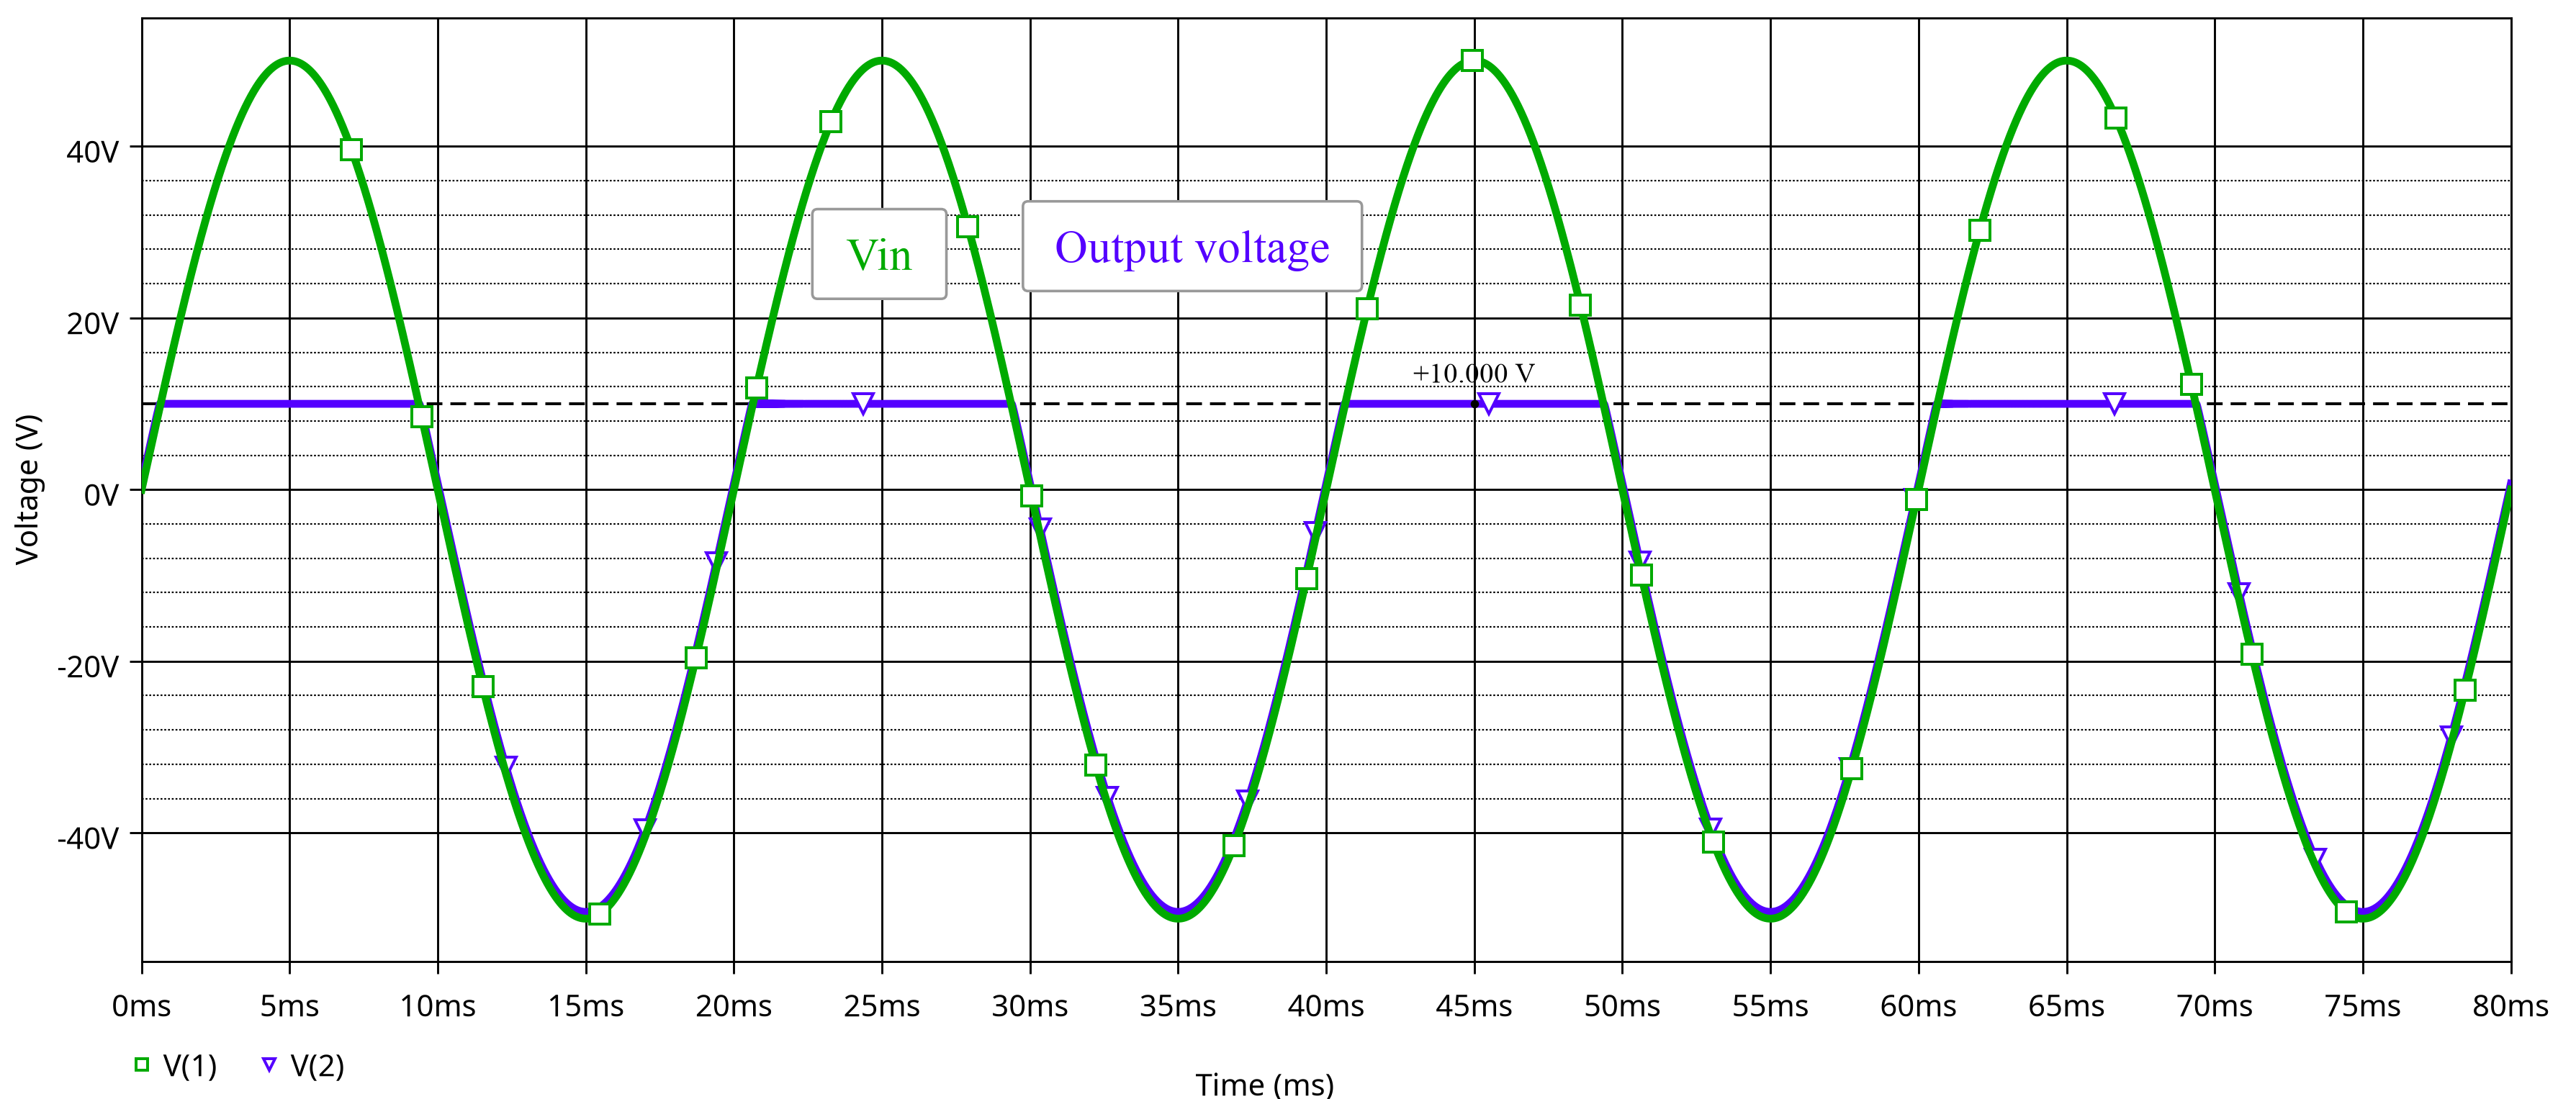 40V
20V
0V
-20V
-40V
Voltage (V)
Vin
Output voltage
+10.000 V
0ms 5ms 10ms 15ms 20ms 25ms 30ms 35ms 40ms 45ms 50ms 55ms 60ms 65ms 70ms 75ms 80ms
V(1) V(2)
Time (ms)